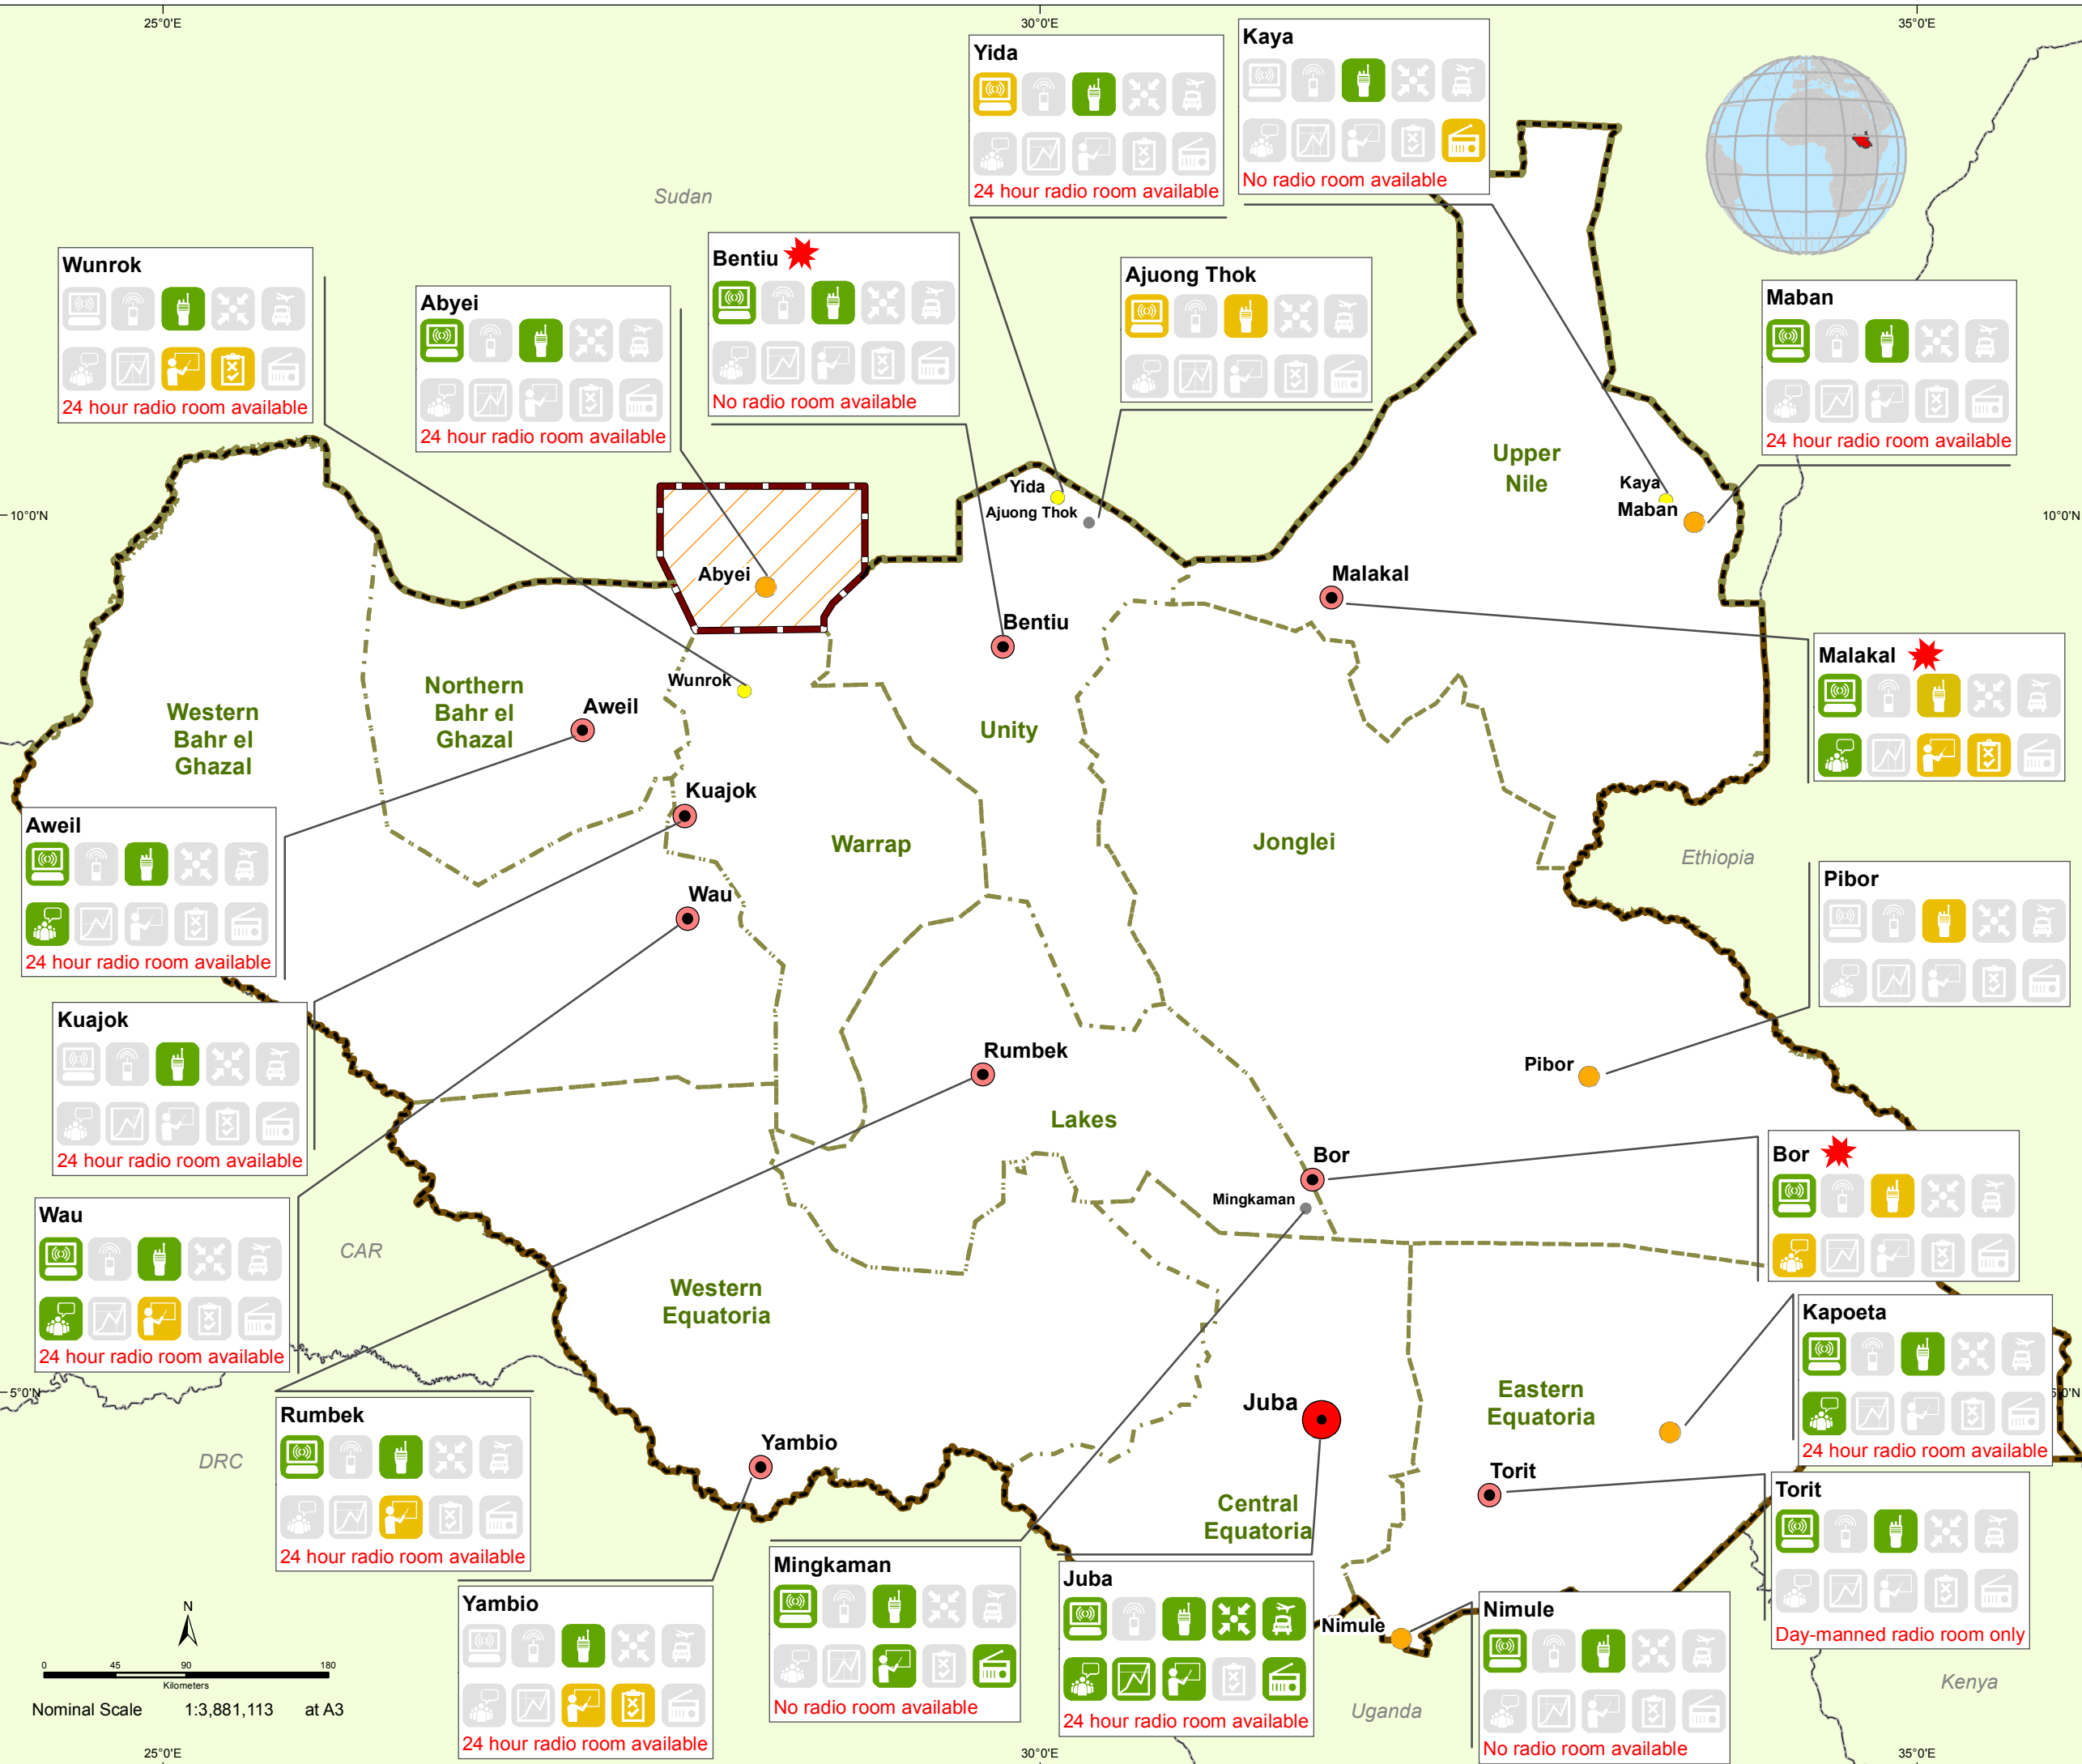 25°0'E
30°0'E
35°0'E
Yida
24 hour radio room available
Kaya
No radio room available
Sudan
Wunrok
24 hour radio room available
Abyei
24 hour radio room available
Bentiu
No radio room available
Ajuong Thok
Maban
24 hour radio room available
Upper
Nile
Yida
Ajuong Thok
Kaya
Maban
10°0'N
10°0'N
Abyei
Malakal
Bentiu
Wunrok
Northern
Bahr el
Ghazal
Western
Bahr el
Ghazal
Aweil
Unity
Malakal
Kuajok
Warrap
Jonglei
Ethiopia
Aweil
24 hour radio room available
Wau
Pibor
Kuajok
24 hour radio room available
Rumbek
Pibor
Lakes
Bor
Mingkaman
Bor
Wau
24 hour radio room available
CAR
Western
Equatoria
Kapoeta
24 hour radio room available
5°0'N
5°0'N
Juba
Eastern
Equatoria
Rumbek
24 hour radio room available
DRC
Yambio
Torit
Central
Equatoria
Torit
Day-manned radio room only
Mingkaman
No radio room available
Juba
24 hour radio room available
Yambio
24 hour radio room available
Nimule
Nimule
No radio room available
Uganda
Kenya
N
0 45 90 180
Kilometers
Nominal Scale 1:3,881,113 at A3
25°0'E
30°0'E
35°0'E